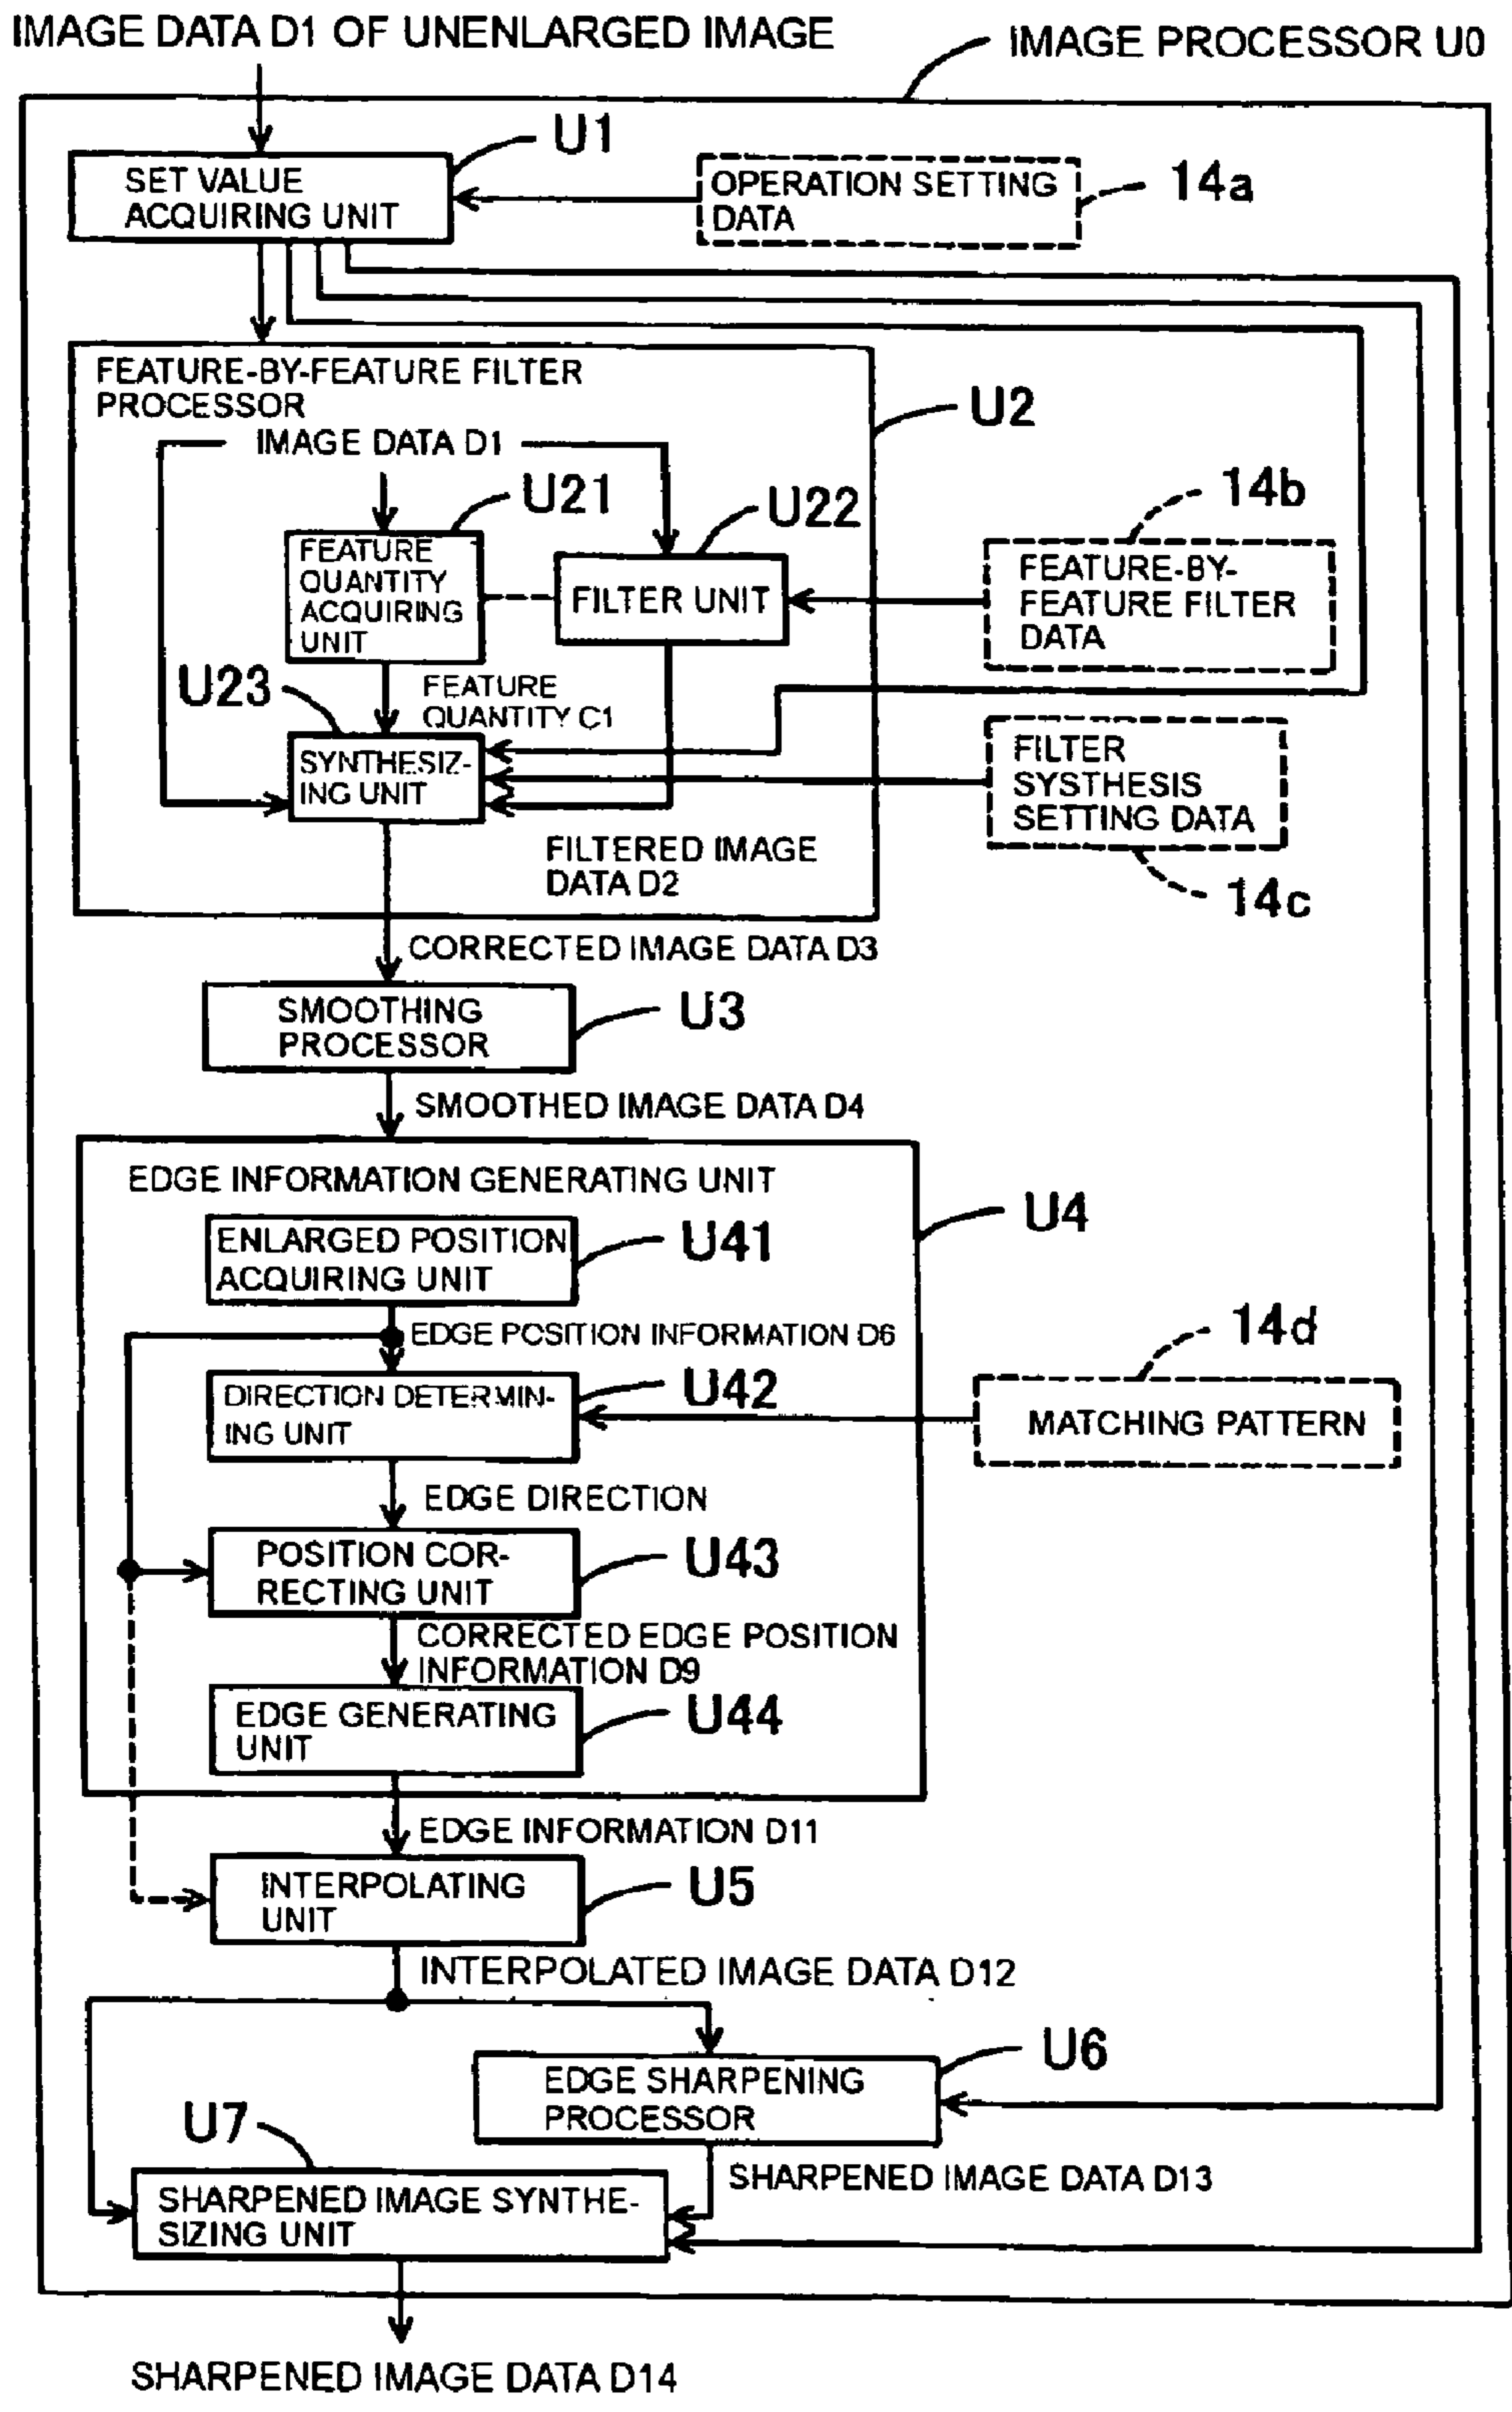 IMAGE DATA D1 OF UNENLARGED IMAGE
IMAGE PROCESSOR U0
U1
SET VALUE
ACQUIRING UNIT
OPERATION SETTING
DATA
14a
FEATURE-BY-FEATURE FILTER
PROCESSOR
U2
IMAGE DATA D1
U21
U22
14b
FEATURE
QUANTITY
ACQUIRING
UNIT
FILTER UNIT
FEATURE-BY-
FEATURE FILTER
DATA
U23
FEATURE
QUANTITY C1
SYNTHESIZ-
ING UNIT
FILTER
SYSTHESIS
SETTING DATA
FILTERED IMAGE
DATA D2
14c
CORRECTED IMAGE DATA D3
SMOOTHING
PROCESSOR
U3
SMOOTHED IMAGE DATA D4
EDGE INFORMATION GENERATING UNIT
U4
ENLARGED POSITION
ACQUIRING UNIT
U41
EDGE POSITION INFORMATION D6
14d
DIRECTION DETERMIN-
ING UNIT
U42
MATCHING PATTERN
EDGE DIRECTION
POSITION COR-
RECTING UNIT
U43
CORRECTED EDGE POSITION
INFORMATION D9
EDGE GENERATING
UNIT
U44
EDGE INFORMATION D11
INTERPOLATING
UNIT
U5
INTERPOLATED IMAGE DATA D12
U6
EDGE SHARPENING
PROCESSOR
U7
SHARPENED IMAGE DATA D13
SHARPENED IMAGE SYNTHE-
SIZING UNIT
SHARPENED IMAGE DATA D14